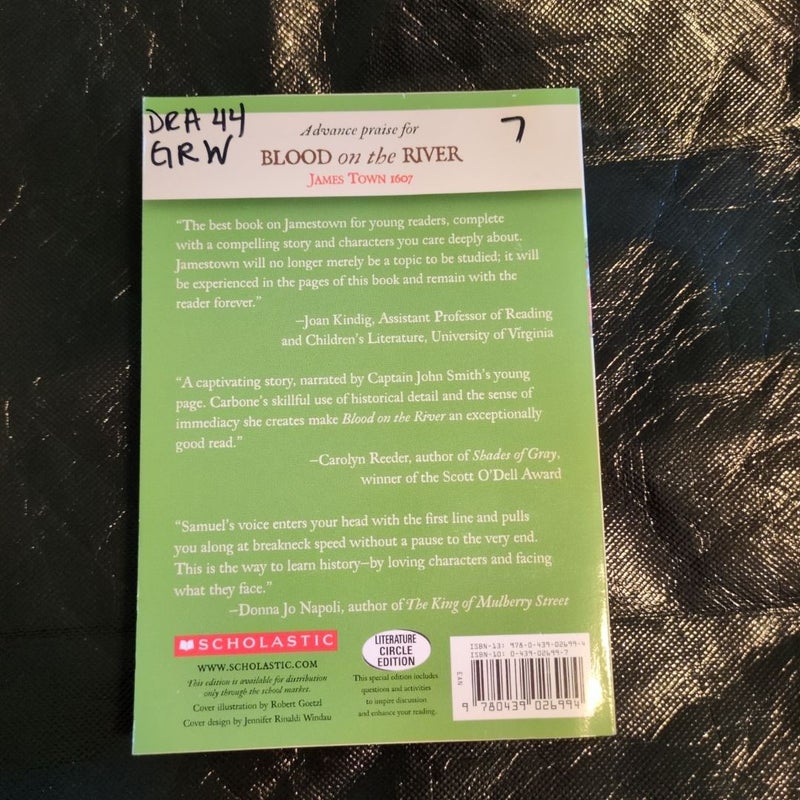 DRA 44
GRW
7
Advance praise for
BLOOD on the RIVER
JAMES TOWN 1607
“The best book on Jamestown for young readers, complete
with a compelling story and characters you care deeply about.
Jamestown will no longer merely be a topic to be studied; it will
be experienced in the pages of this book and remain with the
reader forever.”
—Joan Kindig, Assistant Professor of Reading
and Children’s Literature, University of Virginia
“A captivating story, narrated by Captain John Smith’s young
page. Carbone’s skillful use of historical detail and the sense of
immediacy she creates make Blood on the River an exceptionally
good read.”
—Carolyn Reeder, author of Shades of Gray,
winner of the Scott O’Dell Award
“Samuel’s voice enters your head with the first line and pulls
you along at breakneck speed without a pause to the very end.
This is the way to learn history—by loving characters and facing
what they face.”
—Donna Jo Napoli, author of The King of Mulberry Street
SCHOLASTIC
WWW.SCHOLASTIC.COM
This edition is available for distribution
only through the school market.
Cover illustration by Robert Goetzl
Cover design by Jennifer Rinaldi Windau
LITERATURE
CIRCLE
EDITION
This special edition includes
questions and activities
to inspire discussion
and enhance your reading.
ISBN-13: 978-0-439-02699-4
ISBN-10: 0-439-02699-7
EAN
9 780439 026994